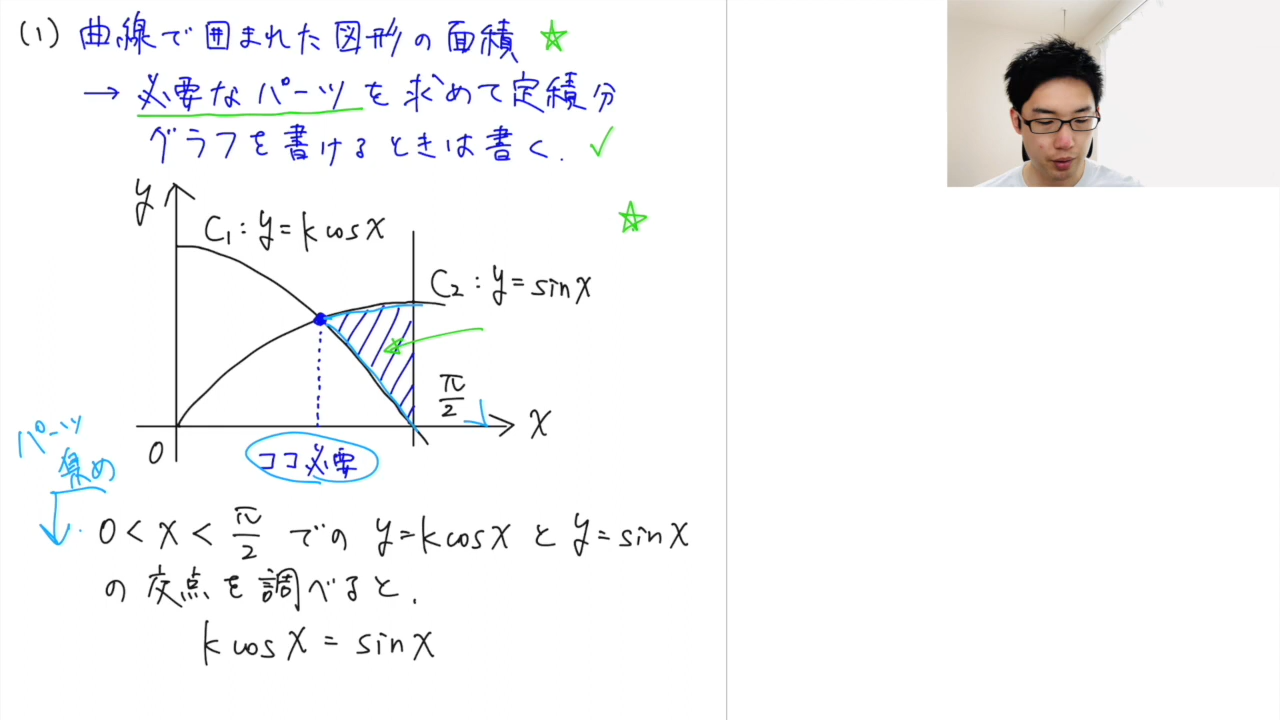 (1) 曲線で囲まれた図形の面積 ☆
→ 必要なパーツを求めて定積分
グラフを書けるときは書く. ✓
y
C₁: y = k cos x
☆
C₂: y = sin x
π/2
x
0
ココ必要
パーツ
集め
0 < x < π/2 での y = k cos x と y = sin x
の交点を調べると.
k cos x = sin x